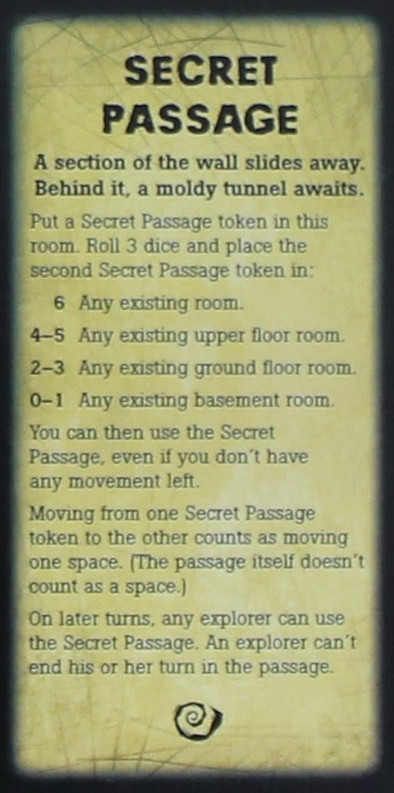 SECRET
PASSAGE
A section of the wall slides away.
Behind it, a moldy tunnel awaits.
Put a Secret Passage token in this
room. Roll 3 dice and place the
second Secret Passage token in:
6 Any existing room.
4–5 Any existing upper floor room.
2–3 Any existing ground floor room.
0–1 Any existing basement room.
You can then use the Secret
Passage, even if you don't have
any movement left.
Moving from one Secret Passage
token to the other counts as moving
one space. (The passage itself doesn't
count as a space.)
On later turns, any explorer can use
the Secret Passage. An explorer can't
end his or her turn in the passage.